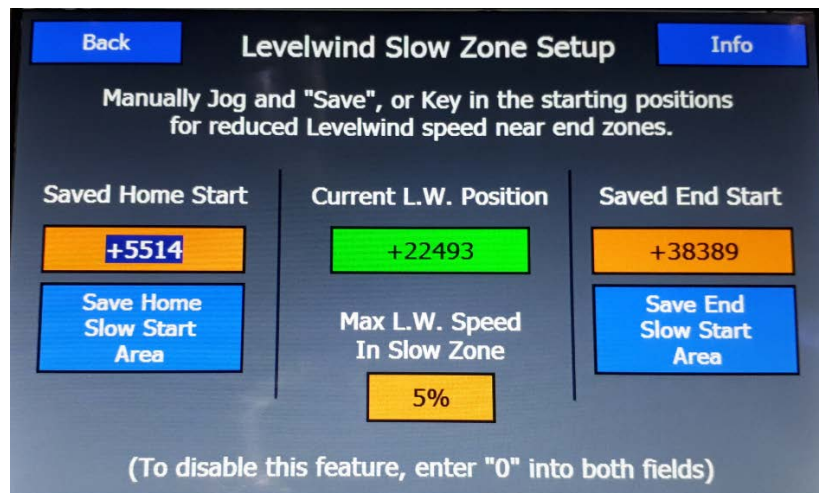 Back
Levelwind Slow Zone Setup
Info
Manually Jog and "Save", or Key in the starting positions
for reduced Levelwind speed near end zones.
Saved Home Start
+5514
Save Home
Slow Start
Area
Current L.W. Position
+22493
Max L.W. Speed
In Slow Zone
5%
Saved End Start
+38389
Save End
Slow Start
Area
(To disable this feature, enter "0" into both fields)